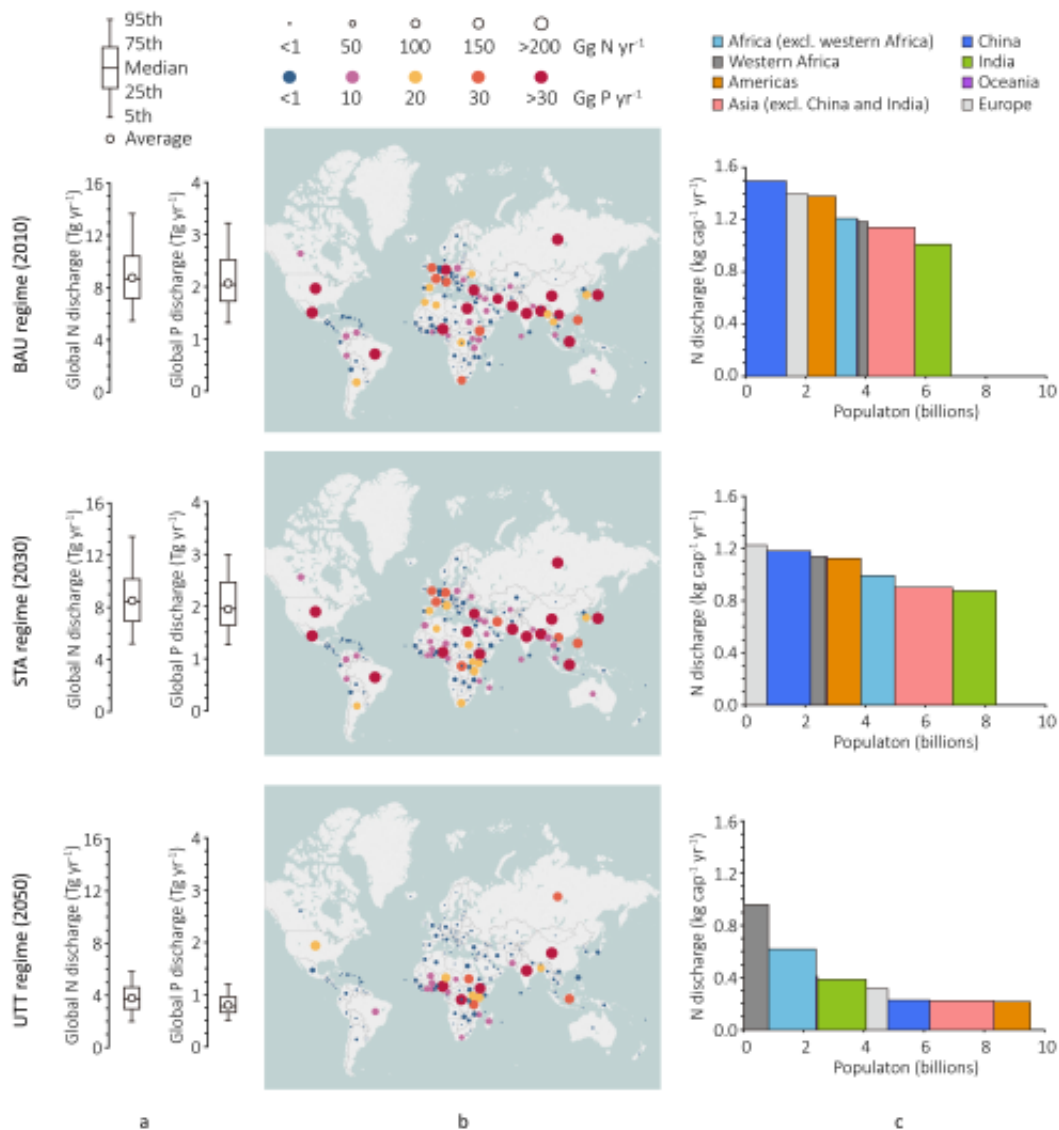 95th
75th
Median
25th
5th
Average
<1 50 100 150 >200 Gg N yr⁻¹
<1 10 20 30 >30 Gg P yr⁻¹
Africa (excl. western Africa)
Western Africa
Americas
Asia (excl. China and India)
China
India
Oceania
Europe
BAU regime (2010)
Global N discharge (Tg yr⁻¹)
16
12
8
4
0
Global P discharge (Tg yr⁻¹)
4
3
2
1
0
N discharge (kg cap⁻¹ yr⁻¹)
1.6
1.2
0.8
0.4
0.0
0 2 4 6 8 10
Populaton (billions)
STA regime (2030)
Global N discharge (Tg yr⁻¹)
16
12
8
4
0
Global P discharge (Tg yr⁻¹)
4
3
2
1
0
N discharge (kg cap⁻¹ yr⁻¹)
1.6
1.2
0.8
0.4
0.0
0 2 4 6 8 10
Populaton (billions)
UTT regime (2050)
Global N discharge (Tg yr⁻¹)
16
12
8
4
0
Global P discharge (Tg yr⁻¹)
4
3
2
1
0
N discharge (kg cap⁻¹ yr⁻¹)
1.6
1.2
0.8
0.4
0.0
0 2 4 6 8 10
Populaton (billions)
a b c